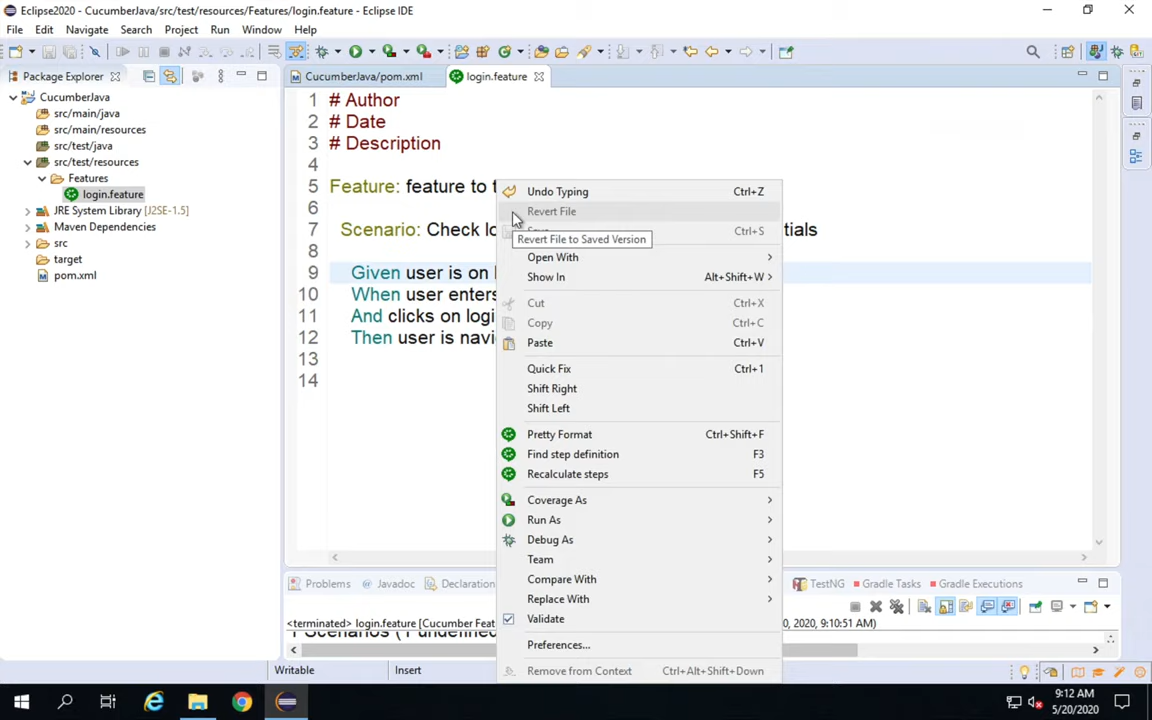 Eclipse2020 - CucumberJava/src/test/resources/Features/login.feature - Eclipse IDE
File Edit Navigate Search Project Run Window Help
Package Explorer
CucumberJava/pom.xml
login.feature
CucumberJava
src/main/java
src/main/resources
src/test/java
src/test/resources
Features
login.feature
JRE System Library [J2SE-1.5]
Maven Dependencies
src
target
pom.xml
1 # Author
2 # Date
3 # Description
4
5 Feature: feature to t
6
7 Scenario: Check lo tials
8
9 Given user is on l
10 When user enters
11 And clicks on logi
12 Then user is navi
13
14
Undo Typing Ctrl+Z
Revert File
Save Ctrl+S
Revert File to Saved Version
Open With
Show In Alt+Shift+W
Cut Ctrl+X
Copy Ctrl+C
Paste Ctrl+V
Quick Fix Ctrl+1
Shift Right
Shift Left
Pretty Format Ctrl+Shift+F
Find step definition F3
Recalculate steps F5
Coverage As
Run As
Debug As
Team
Compare With
Replace With
Validate
Preferences...
Remove from Context Ctrl+Alt+Shift+Down
Problems
Javadoc
Declaration
TestNG
Gradle Tasks
Gradle Executions
<terminated> login.feature [Cucumber Feat 0, 2020, 9:10:51 AM)
1 Scenarios (1 undefined
Writable
Insert
9:12 AM
5/20/2020